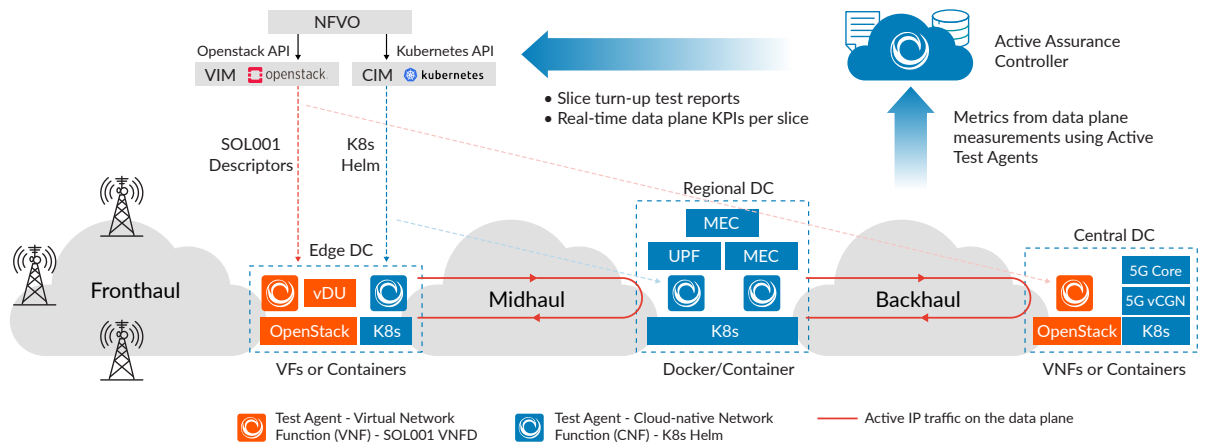 NFVO
Openstack API
Kubernetes API
VIM openstack.
CIM kubernetes
Active Assurance
Controller
• Slice turn-up test reports
• Real-time data plane KPIs per slice
Metrics from data plane
measurements using Active
Test Agents
SOL001
Descriptors
K8s
Helm
Regional DC
MEC
Edge DC
Central DC
UPF
MEC
5G Core
Fronthaul
vDU
Midhaul
Backhaul
5G vCGN
OpenStack
K8s
K8s
OpenStack
K8s
VFs or Containers
Docker/Container
VNFs or Containers
Test Agent - Virtual Network
Function (VNF) - SOL001 VNFD
Test Agent - Cloud-native Network
Function (CNF) - K8s Helm
Active IP traffic on the data plane